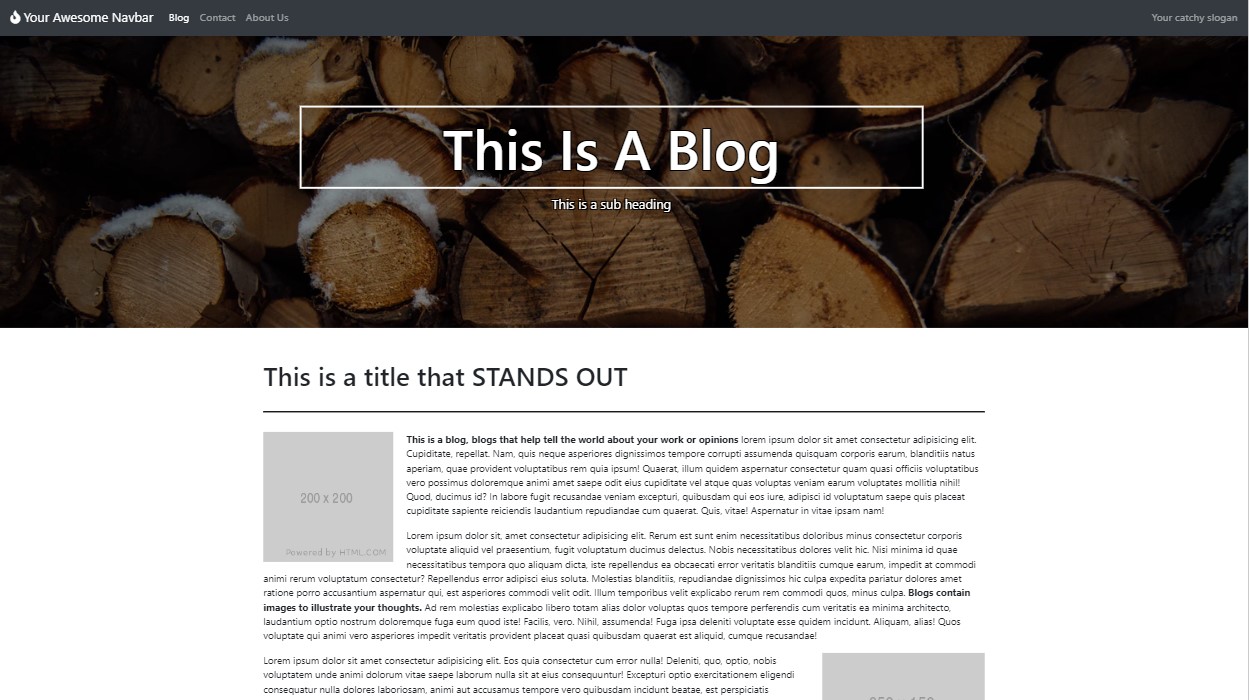 Your Awesome Navbar Blog Contact About Us Your catchy slogan
This Is A Blog
This is a sub heading
This is a title that STANDS OUT
200 x 200
Powered by HTML.COM
This is a blog, blogs that help tell the world about your work or opinions lorem ipsum dolor sit amet consectetur adipisicing elit.
Cupiditate, repellat. Nam, quis neque asperiores dignissimos tempore corrupti assumenda quisquam corporis earum, blanditiis natus
aperiam, quae provident voluptatibus rem quia ipsum! Quaerat, illum quidem aspernatur consectetur quam quasi officiis voluptatibus
vero possimus doloremque animi amet saepe odit eius cupiditate vel atque quas voluptas veniam earum voluptates mollitia nihil!
Quod, ducimus id? In labore fugit recusandae veniam excepturi, quibusdam qui eos iure, adipisci id voluptatum saepe quis placeat
cupiditate sapiente reiciendis laudantium repudiandae cum quaerat. Quis, vitae! Aspernatur in vitae ipsam nam!
Lorem ipsum dolor sit, amet consectetur adipisicing elit. Rerum est sunt enim necessitatibus doloribus minus consectetur corporis
voluptate aliquid vel praesentium, fugit voluptatum ducimus delectus. Nobis necessitatibus dolores velit hic. Nisi minima id quae
necessitatibus tempora quo aliquam dicta, iste repellendus ea obcaecati error veritatis blanditiis cumque earum, impedit at commodi
animi rerum voluptatum consectetur? Repellendus error adipisci eius soluta. Molestias blanditiis, repudiandae dignissimos hic culpa expedita pariatur dolores amet
ratione porro accusantium aspernatur qui, est asperiores commodi velit odit. Illum temporibus velit explicabo rerum rem commodi quos, minus culpa. Blogs contain
images to illustrate your thoughts. Ad rem molestias explicabo libero totam alias dolor voluptas quos tempore perferendis cum veritatis ea minima architecto,
laudantium optio nostrum doloremque fuga eum quod iste! Facilis, vero. Nihil, assumenda! Fuga ipsa deleniti voluptate esse quidem incidunt. Aliquam, alias! Quos
voluptate qui animi vero asperiores impedit veritatis provident placeat quasi quibusdam quaerat est aliquid, cumque recusandae!
Lorem ipsum dolor sit amet consectetur adipisicing elit. Eos quia consectetur cum error nulla! Deleniti, quo, optio, nobis
voluptatem unde animi dolorum vitae saepe laborum nulla sit at eius consequuntur! Excepturi optio exercitationem eligendi
consequatur nulla dolores laboriosam, animi aut accusamus tempore vero quibusdam incidunt beatae, est perspiciatis